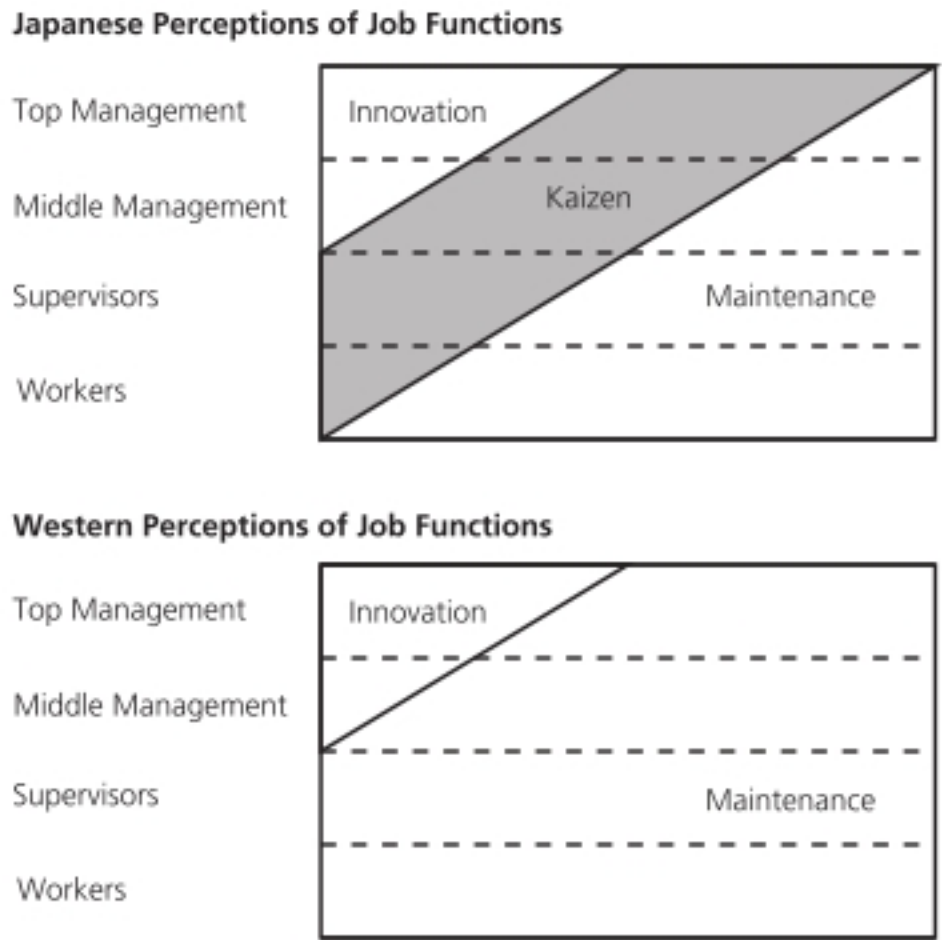 Japanese Perceptions of Job Functions
Top Management
Innovation
Middle Management
Kaizen
Supervisors
Maintenance
Workers
Western Perceptions of Job Functions
Top Management
Innovation
Middle Management
Supervisors
Maintenance
Workers